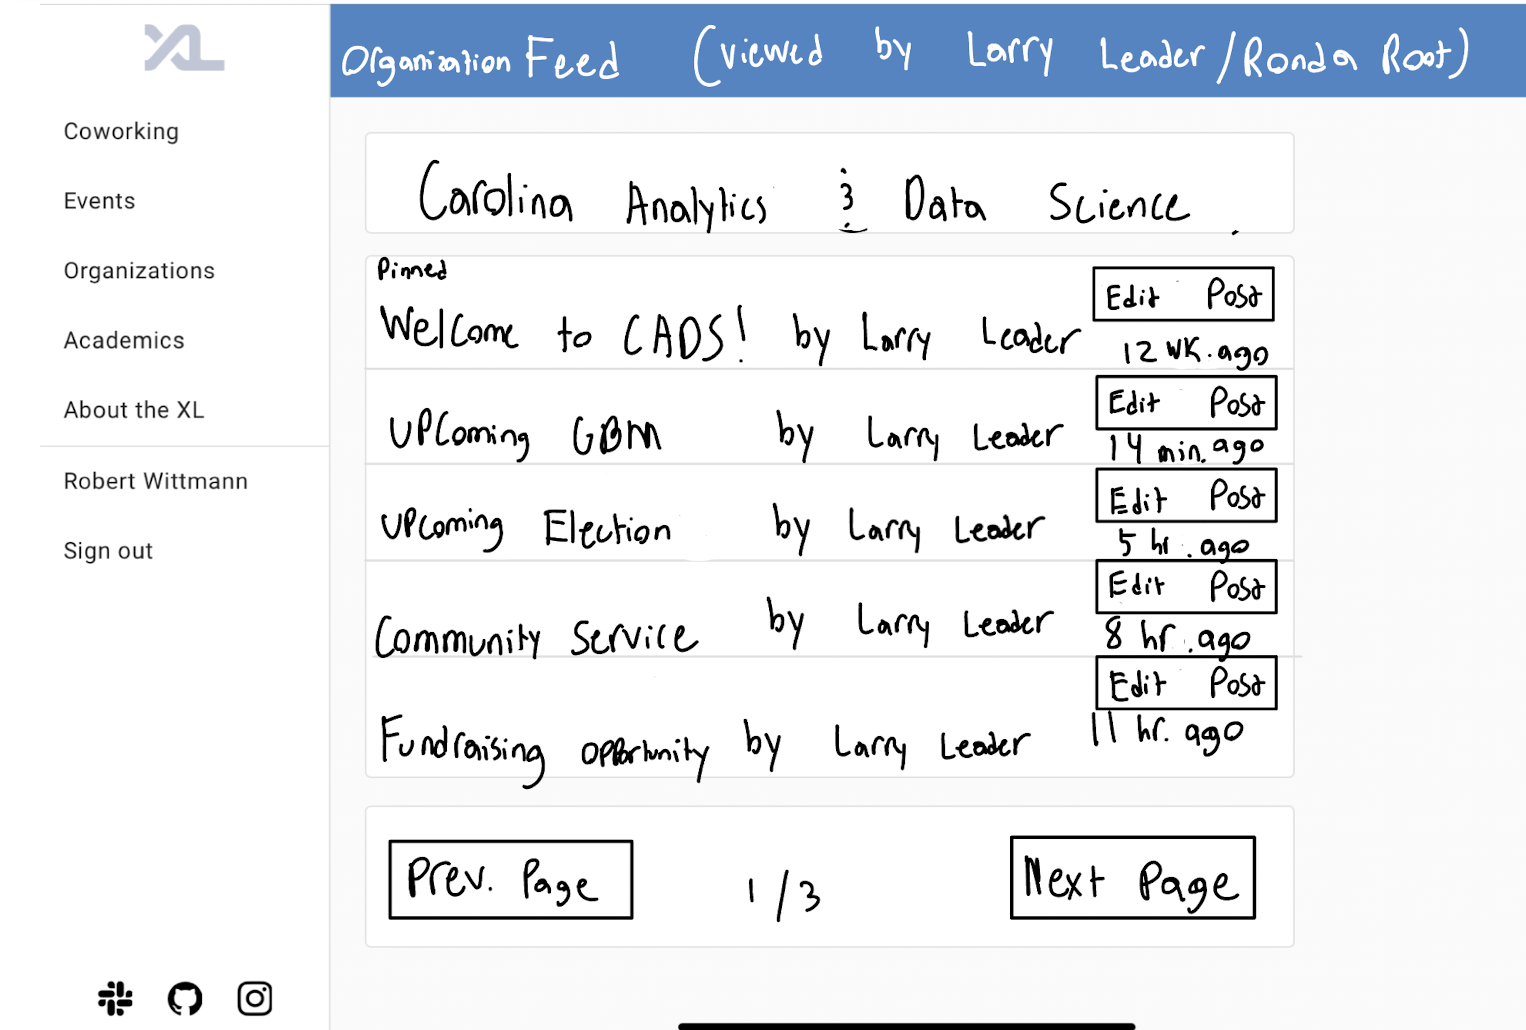 XL
Organization Feed (viewed by Larry Leader/Ronda Root)
Coworking
Events
Organizations
Academics
About the XL
Robert Wittmann
Sign out
Carolina Analytics & Data Science
Pinned
Welcome to CADS! by Larry Leader
Edit Post
12 wk. ago
Upcoming GBM by Larry Leader
Edit Post
14 min. ago
Upcoming Election by Larry Leader
Edit Post
5 hr. ago
Community Service by Larry Leader
Edit Post
8 hr. ago
Fundraising opportunity by Larry Leader
Edit Post
11 hr. ago
Prev. Page
1/3
Next Page